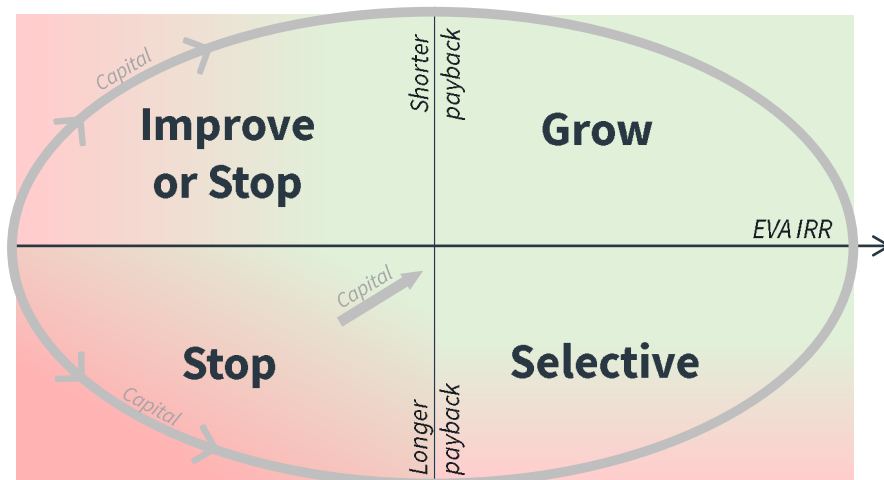 Capital
Shorter
payback
Improve
or Stop
Grow
EVA IRR
Capital
Stop
Selective
Capital
Longer
payback